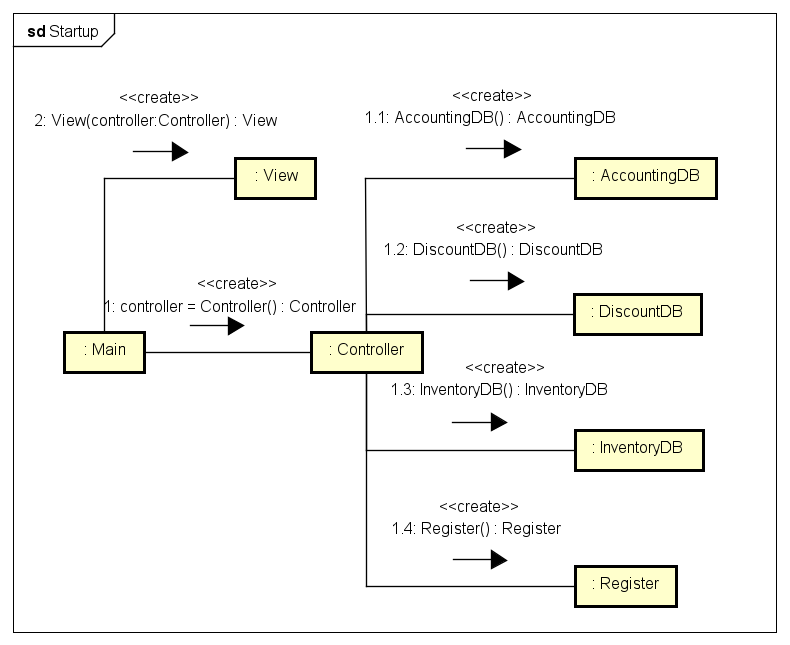 sd Startup
<<create>>
2: View(controller:Controller) : View
: View
<<create>>
1.1: AccountingDB() : AccountingDB
: AccountingDB
<<create>>
1.2: DiscountDB() : DiscountDB
: DiscountDB
<<create>>
1: controller = Controller() : Controller
: Main
: Controller
<<create>>
1.3: InventoryDB() : InventoryDB
: InventoryDB
<<create>>
1.4: Register() : Register
: Register